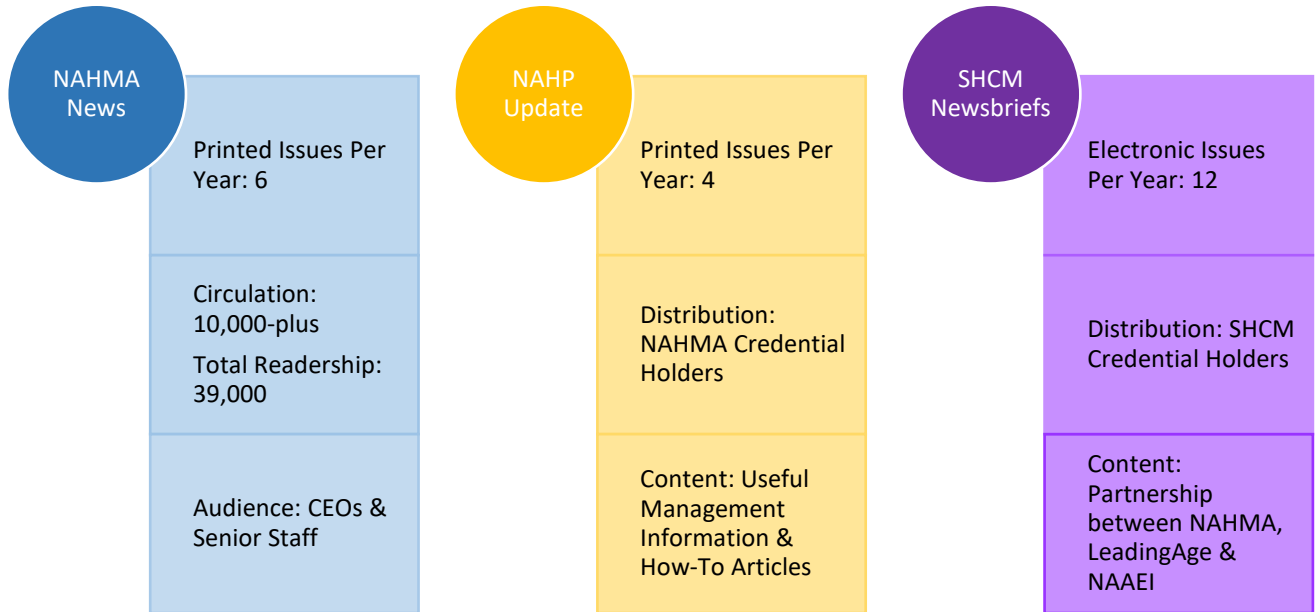 NAHMA
News
Printed Issues Per
Year: 6
Circulation:
10,000-plus
Total Readership:
39,000
Audience: CEOs &
Senior Staff
NAHP
Update
Printed Issues Per
Year: 4
Distribution:
NAHMA Credential
Holders
Content: Useful
Management
Information &
How-To Articles
SHCM
Newsbriefs
Electronic Issues
Per Year: 12
Distribution: SHCM
Credential Holders
Content:
Partnership
between NAHMA,
LeadingAge &
NAAEI